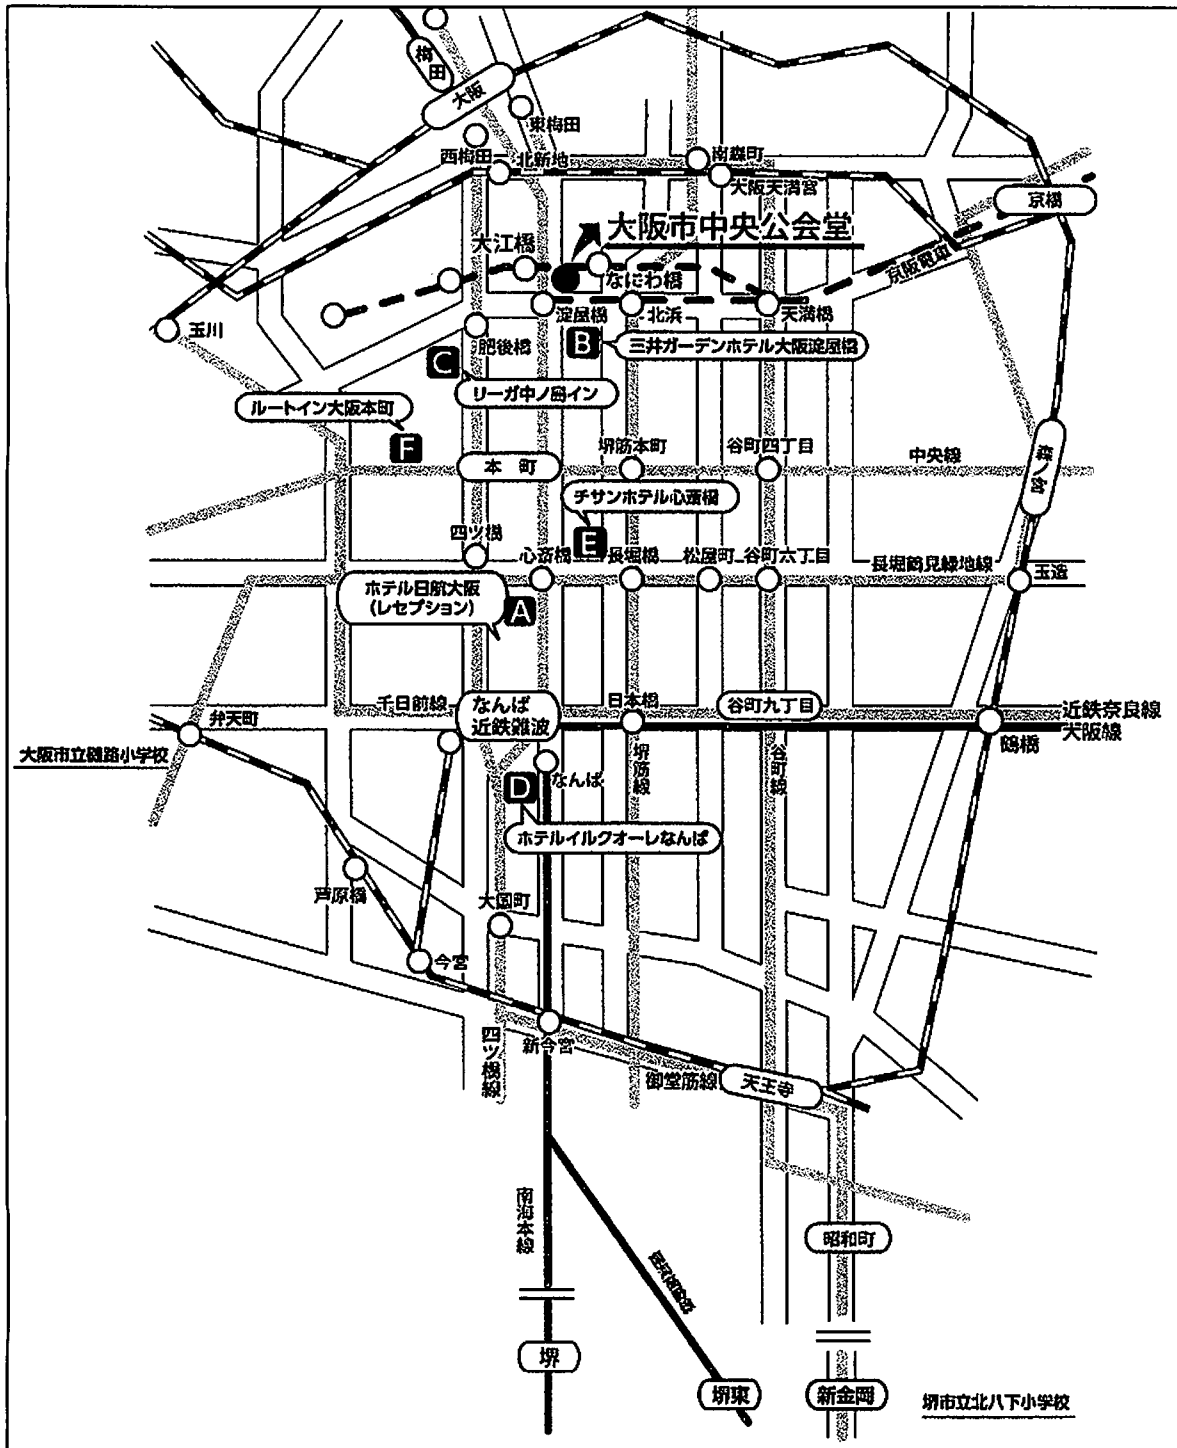 梅田
大阪
東梅田
西梅田
北新地
南森町
大阪天満宮
京橋
大阪市中央公会堂
大江橋
なにわ橋
京阪電車
淀屋橋
北浜
天満橋
玉川
肥後橋
B
三井ガーデンホテル大阪淀屋橋
C
リーガ中ノ島イン
ルートイン大阪本町
F
堺筋本町
谷町四丁目
中央線
森ノ宮
本町
チサンホテル心斎橋
E
四ツ橋
心斎橋
長堀橋
松屋町
谷町六丁目
長堀鶴見緑地線
玉造
ホテル日航大阪
(レセプション)
A
千日前線
なんば
近鉄難波
日本橋
谷町九丁目
近鉄奈良線
大阪線
鶴橋
弁天町
大阪市立磯路小学校
堺筋線
谷町線
なんば
D
ホテルイルクオーレなんば
芦原橋
大国町
今宮
新今宮
四ツ橋線
御堂筋線
天王寺
南海本線
昭和町
堺
堺東
新金岡
堺市立北八下小学校